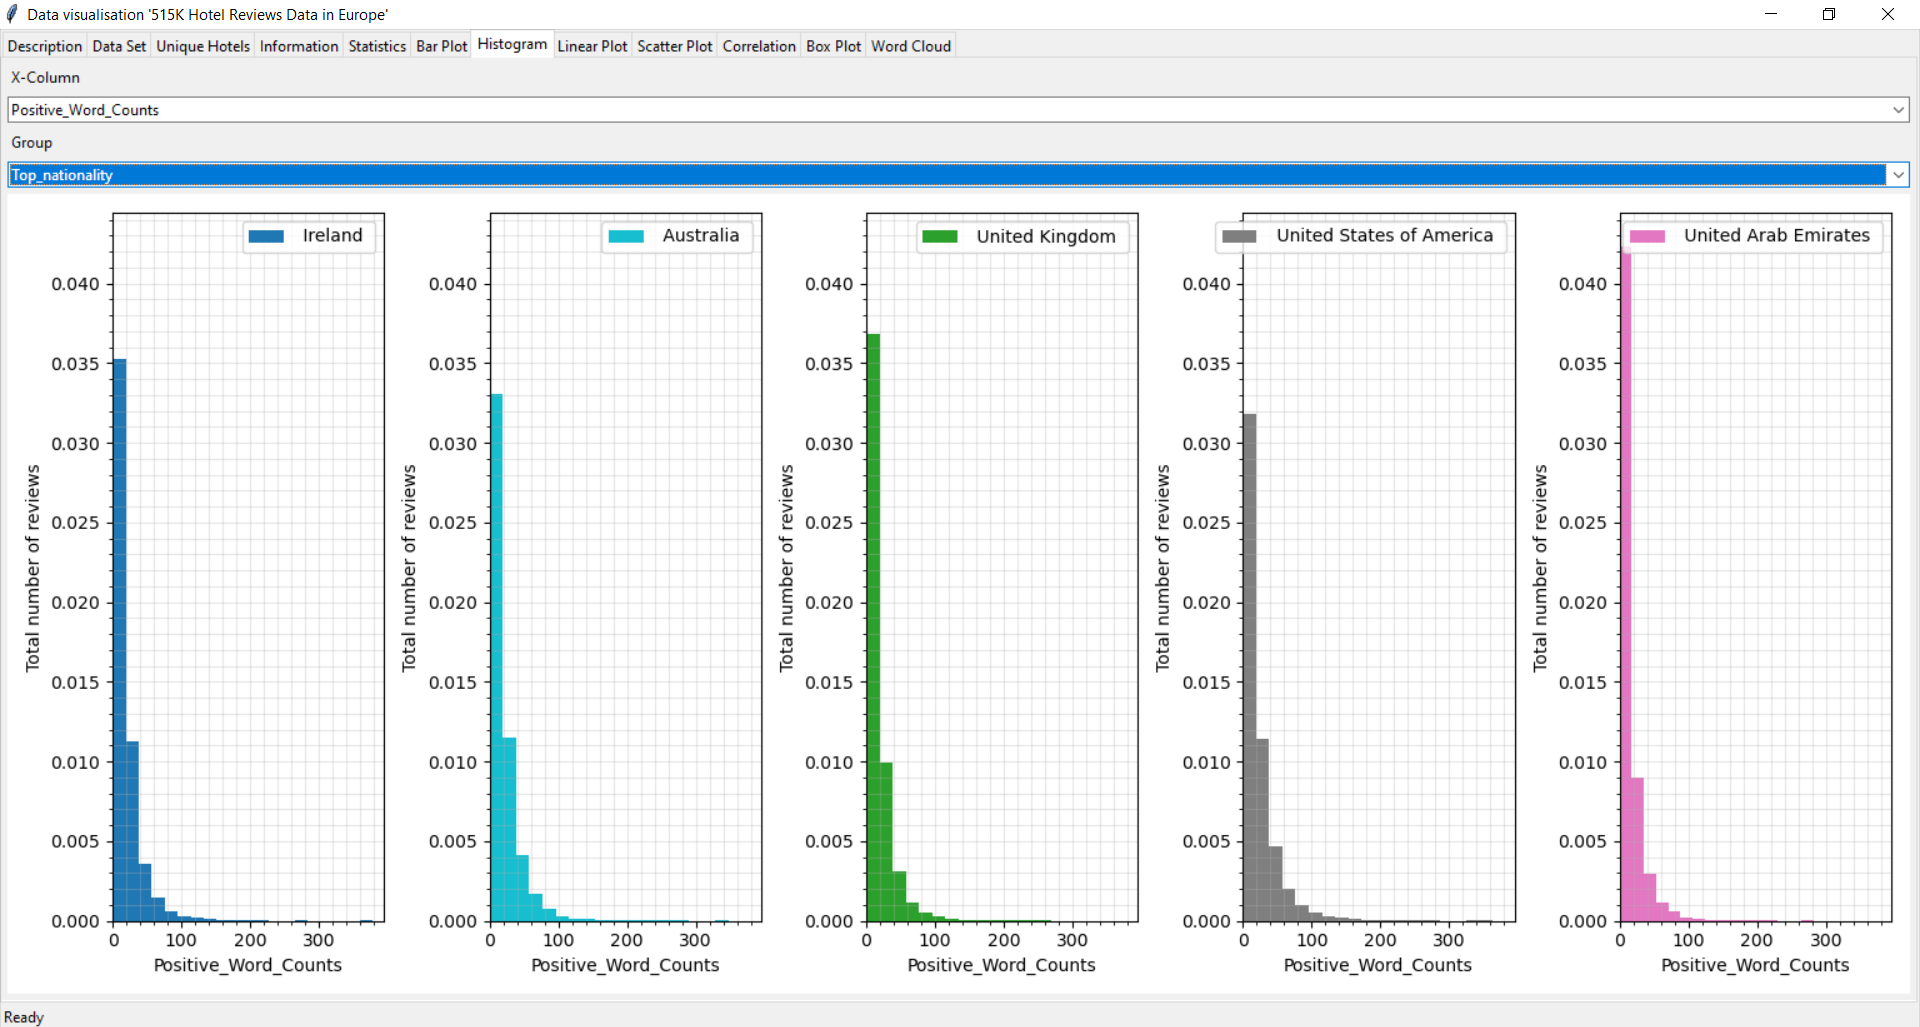 Data visualisation '515K Hotel Reviews Data in Europe'
Description Data Set Unique Hotels Information Statistics Bar Plot Histogram Linear Plot Scatter Plot Correlation Box Plot Word Cloud
X-Column
Positive_Word_Counts
Group
Top_nationality
Ireland
0.040
0.035
0.030
0.025
0.020
0.015
0.010
0.005
0.000
Total number of reviews
0 100 200 300
Positive_Word_Counts
Australia
0.040
0.035
0.030
0.025
0.020
0.015
0.010
0.005
0.000
Total number of reviews
0 100 200 300
Positive_Word_Counts
United Kingdom
0.040
0.035
0.030
0.025
0.020
0.015
0.010
0.005
0.000
Total number of reviews
0 100 200 300
Positive_Word_Counts
United States of America
0.040
0.035
0.030
0.025
0.020
0.015
0.010
0.005
0.000
Total number of reviews
0 100 200 300
Positive_Word_Counts
United Arab Emirates
0.040
0.035
0.030
0.025
0.020
0.015
0.010
0.005
0.000
Total number of reviews
0 100 200 300
Positive_Word_Counts
Ready